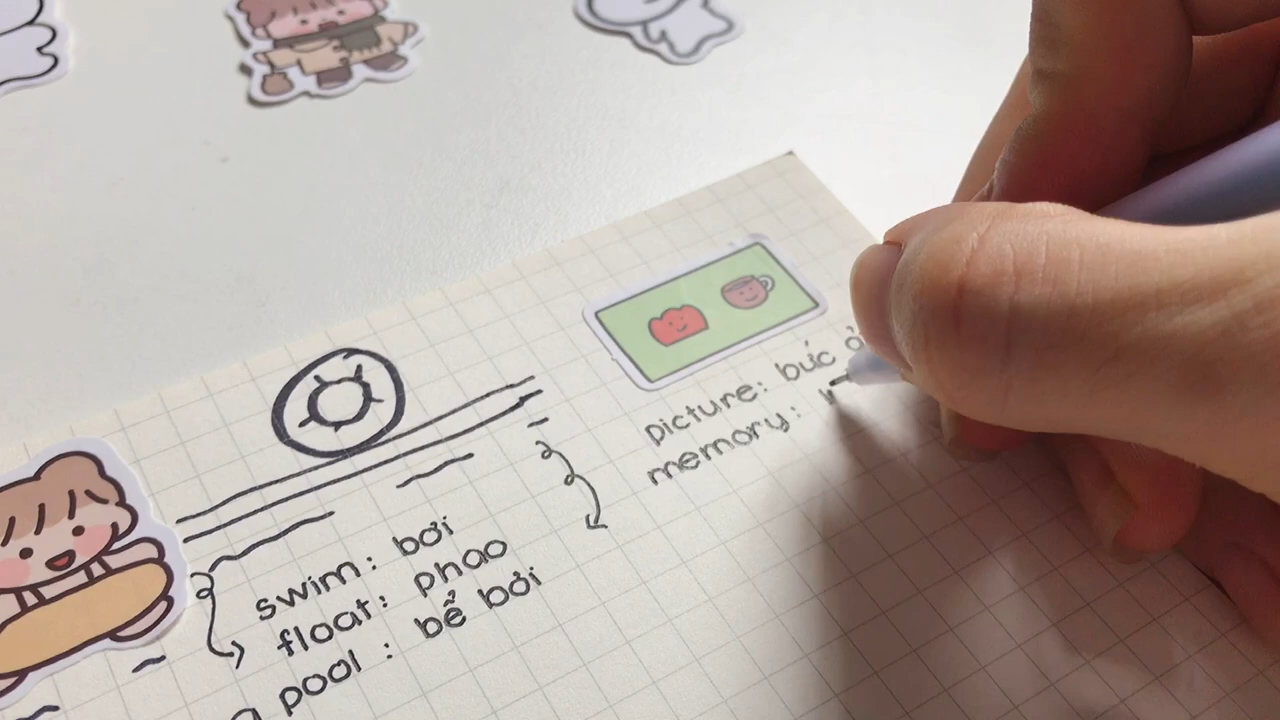 swim: bơi
float: phao
pool : bể bơi
picture: bức
memory: